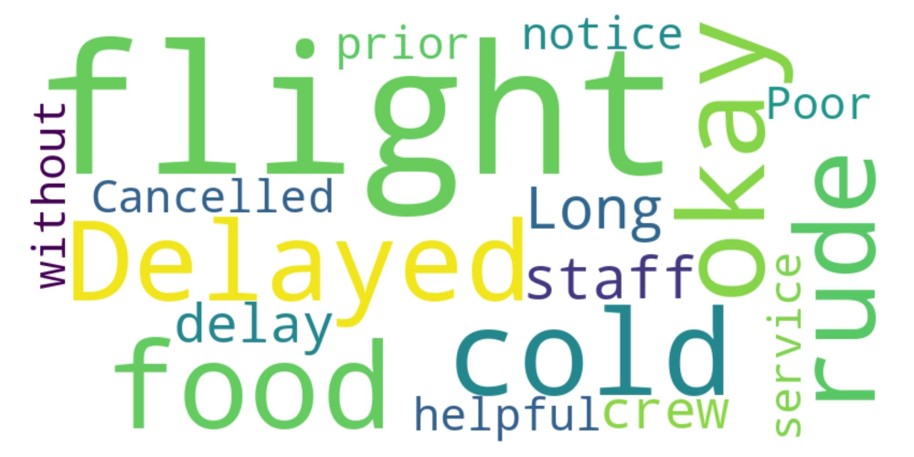 flight
prior
notice
okay
Poor
without
Cancelled
Long
rude
Delayed
staff
service
delay
cold
food
helpful
crew